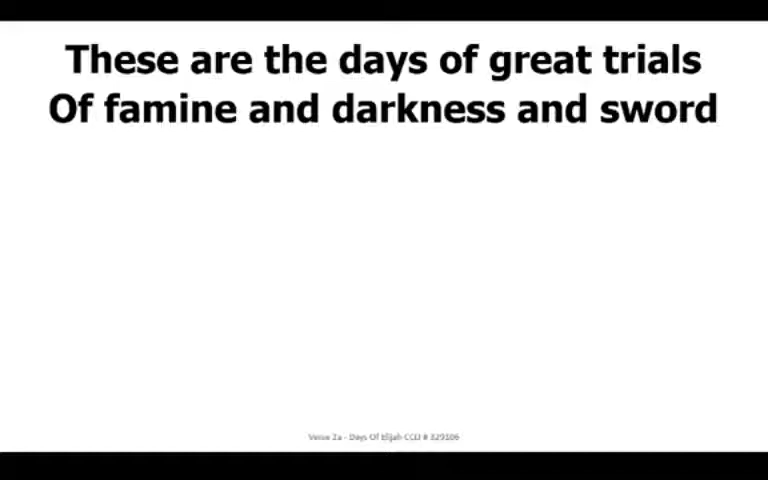 These are the days of great trials
Of famine and darkness and sword
Verse 2a - Days Of Elijah CCLI # 329106